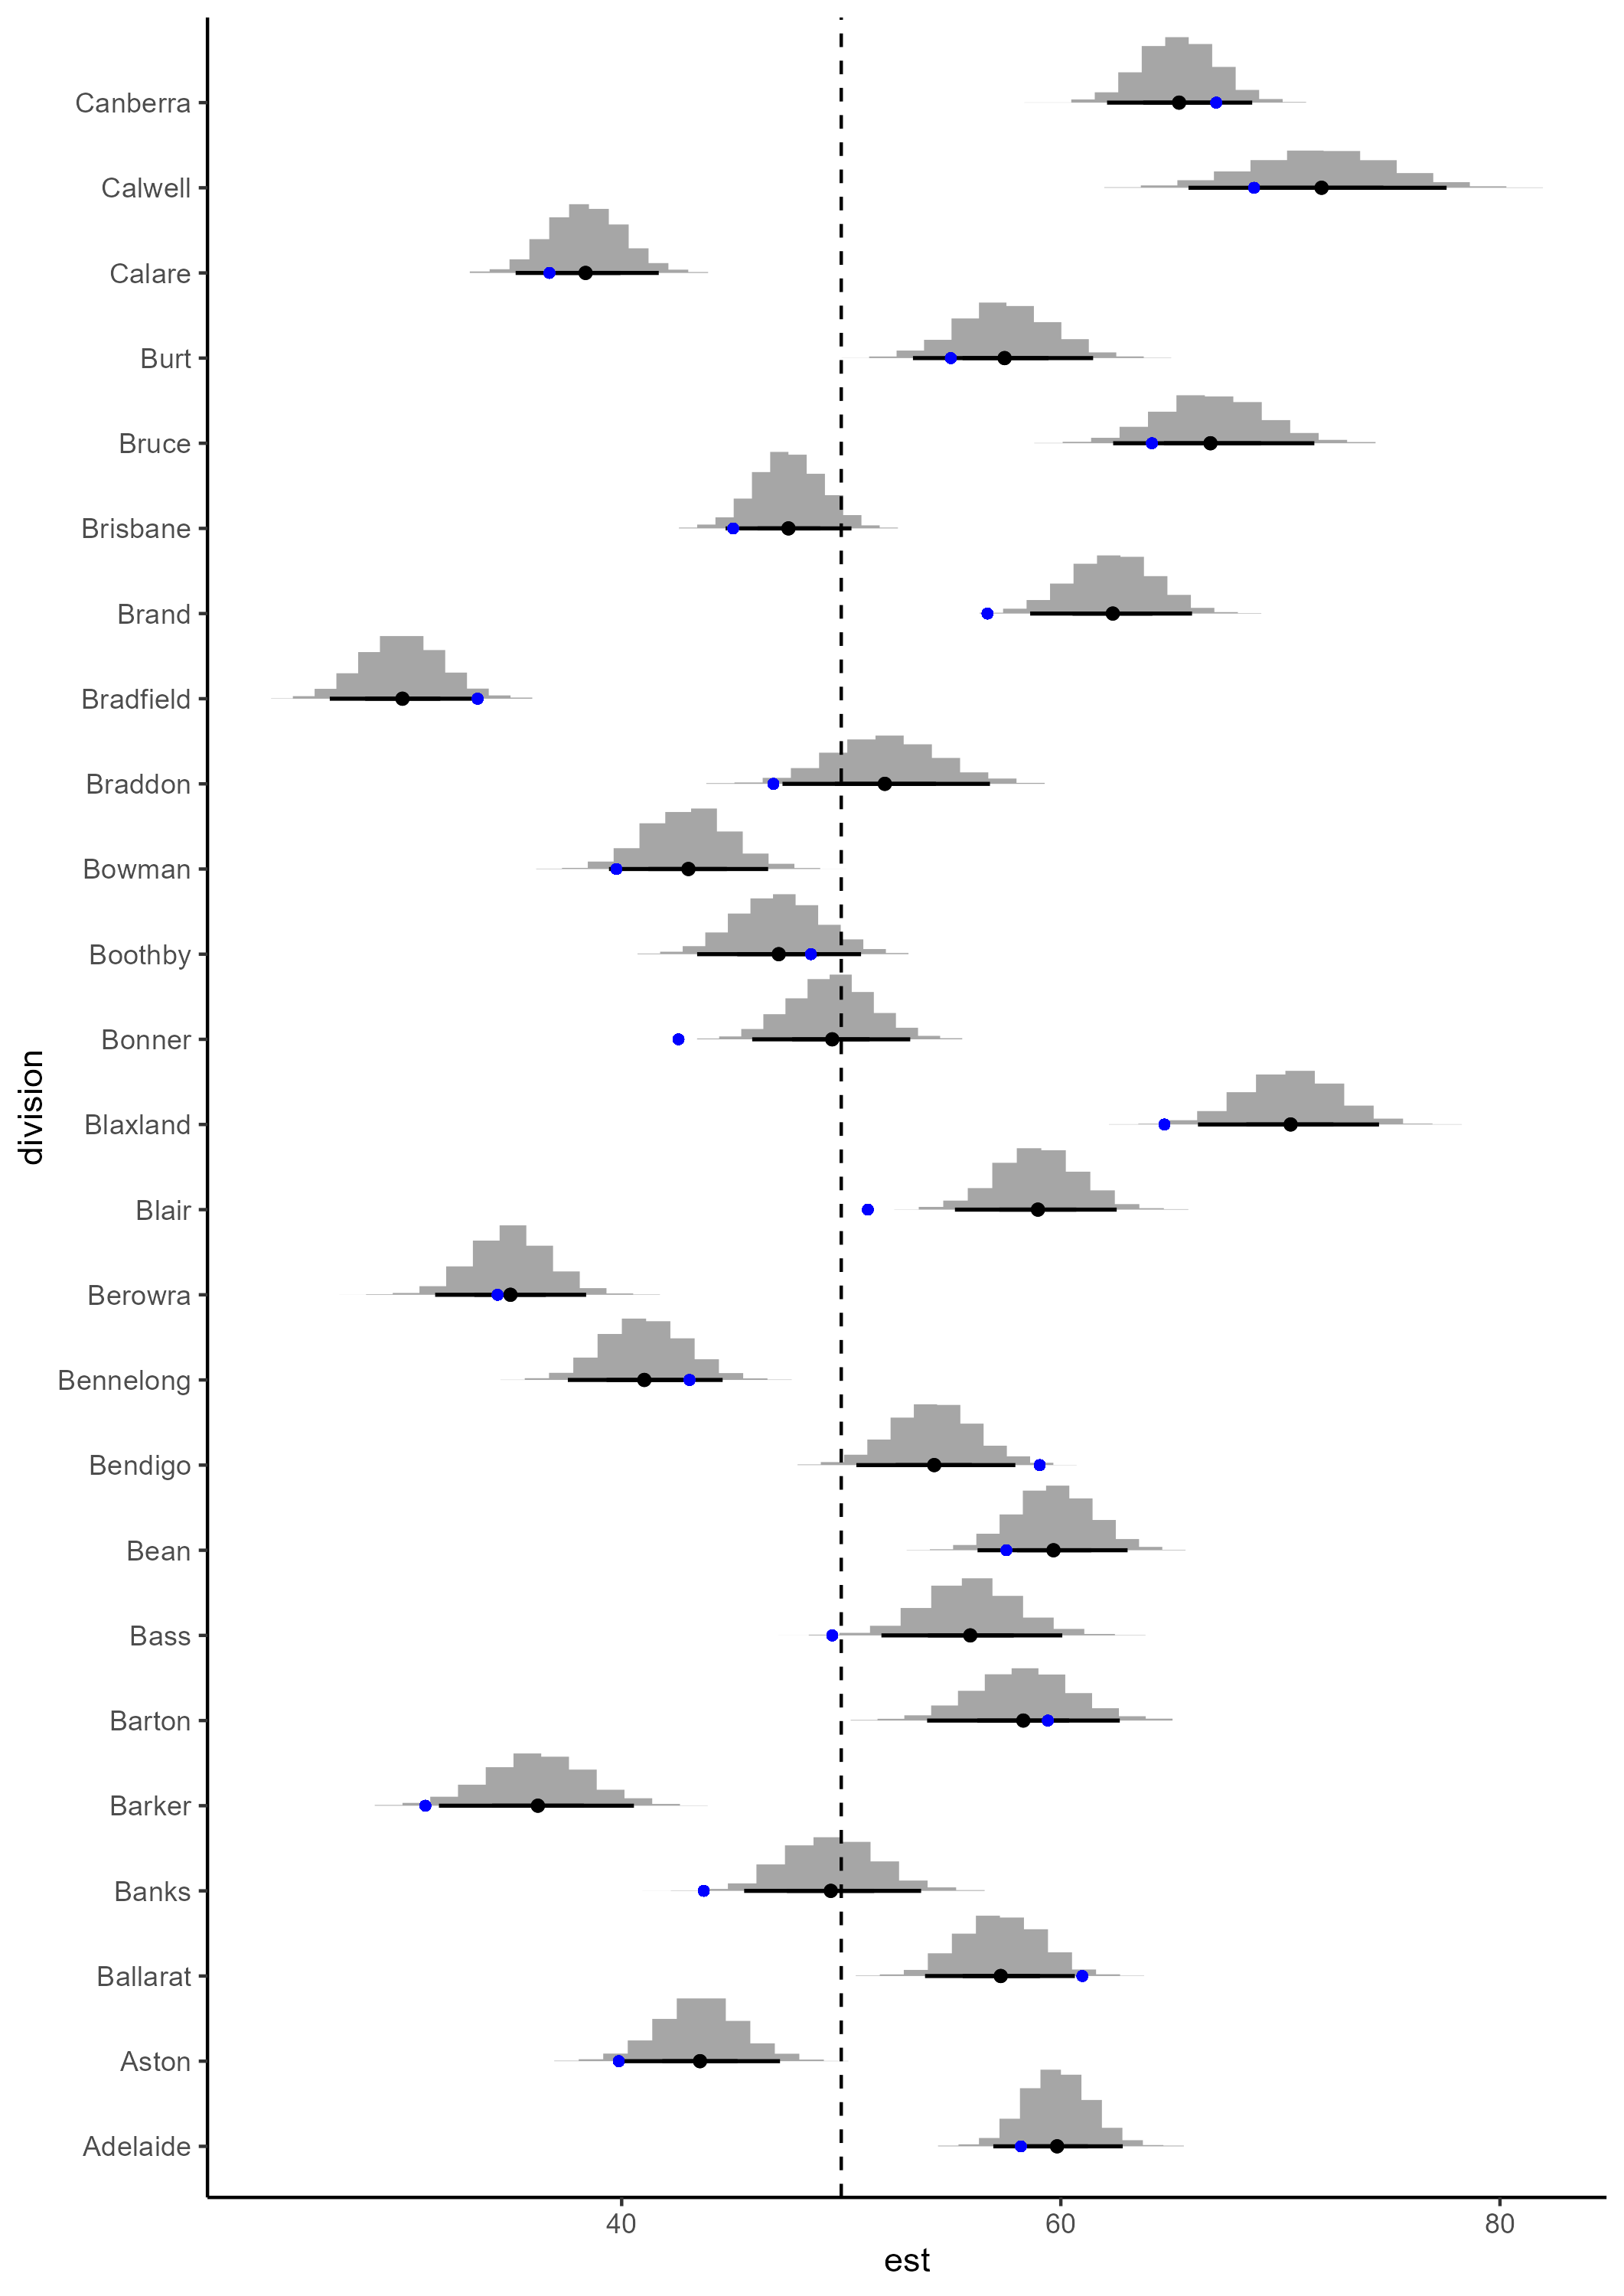 Canberra
Calwell
Calare
Burt
Bruce
Brisbane
Brand
Bradfield
Braddon
Bowman
Boothby
Bonner
Blaxland
Blair
Berowra
Bennelong
Bendigo
Bean
Bass
Barton
Barker
Banks
Ballarat
Aston
Adelaide
division
40 60 80
est